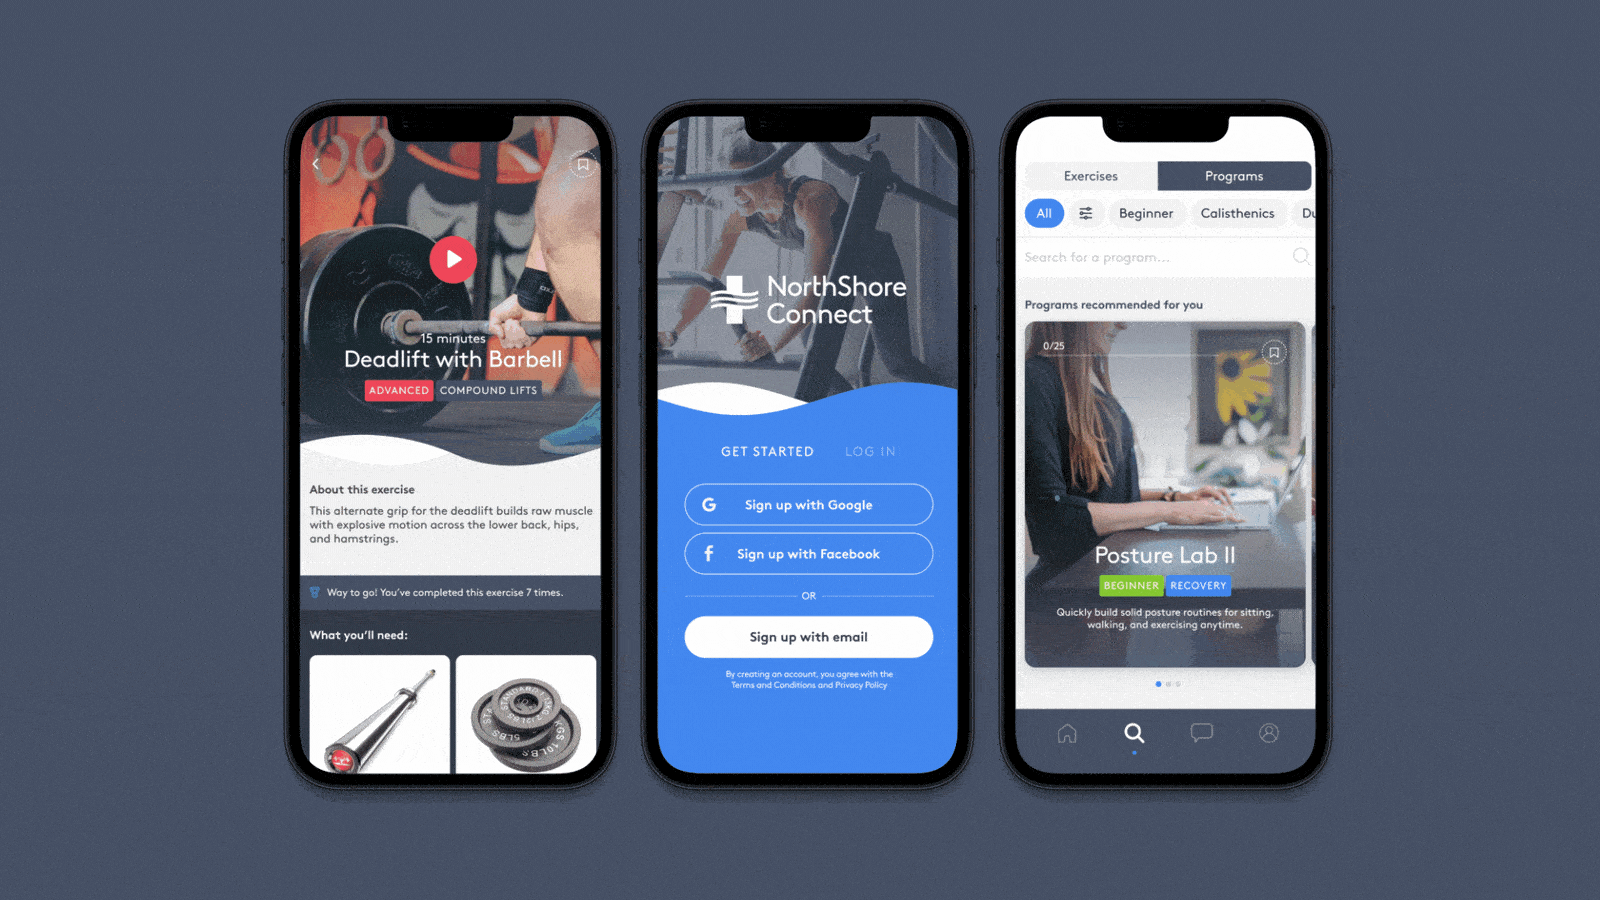 15 minutes
Deadlift with Barbell
ADVANCED COMPOUND LIFTS
About this exercise
This alternate grip for the deadlift builds raw muscle
with explosive motion across the lower back, hips,
and hamstrings.
Way to go! You've completed this exercise 7 times.
What you'll need:
STANDARD
5LBS
10LBS
NorthShore
Connect
GET STARTED LOG IN
G Sign up with Google
f Sign up with Facebook
OR
Sign up with email
By creating an account, you agree with the
Terms and Conditions and Privacy Policy
Exercises Programs
All Beginner Calisthenics Du
Search for a program...
Programs recommended for you
0/25
Posture Lab II
BEGINNER RECOVERY
Quickly build solid posture routines for sitting,
walking, and exercising anytime.